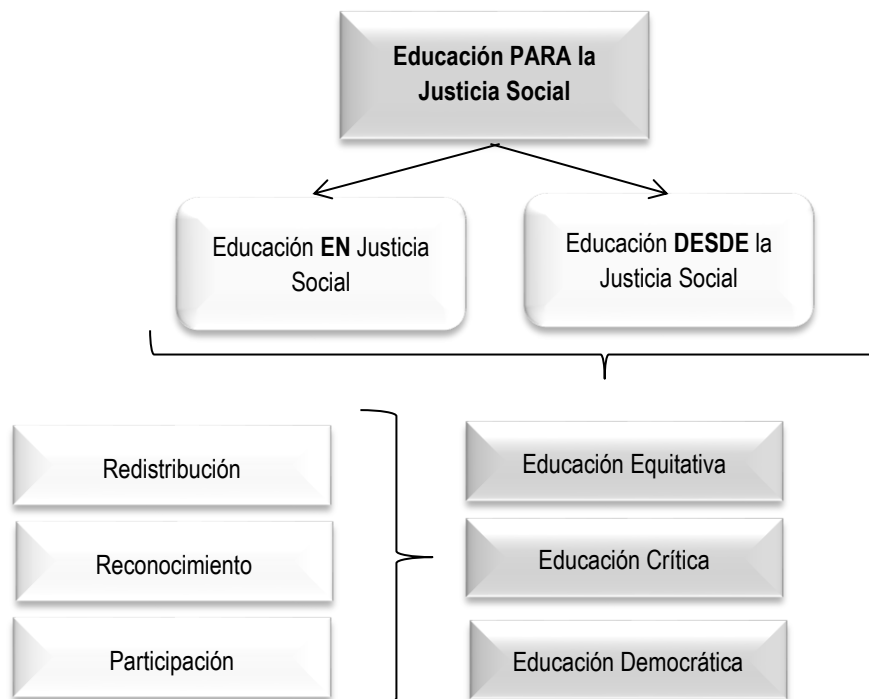 Educación PARA la
Justicia Social
Educación EN Justicia
Social
Educación DESDE la
Justicia Social
Redistribución
Reconocimiento
Participación
Educación Equitativa
Educación Crítica
Educación Democrática